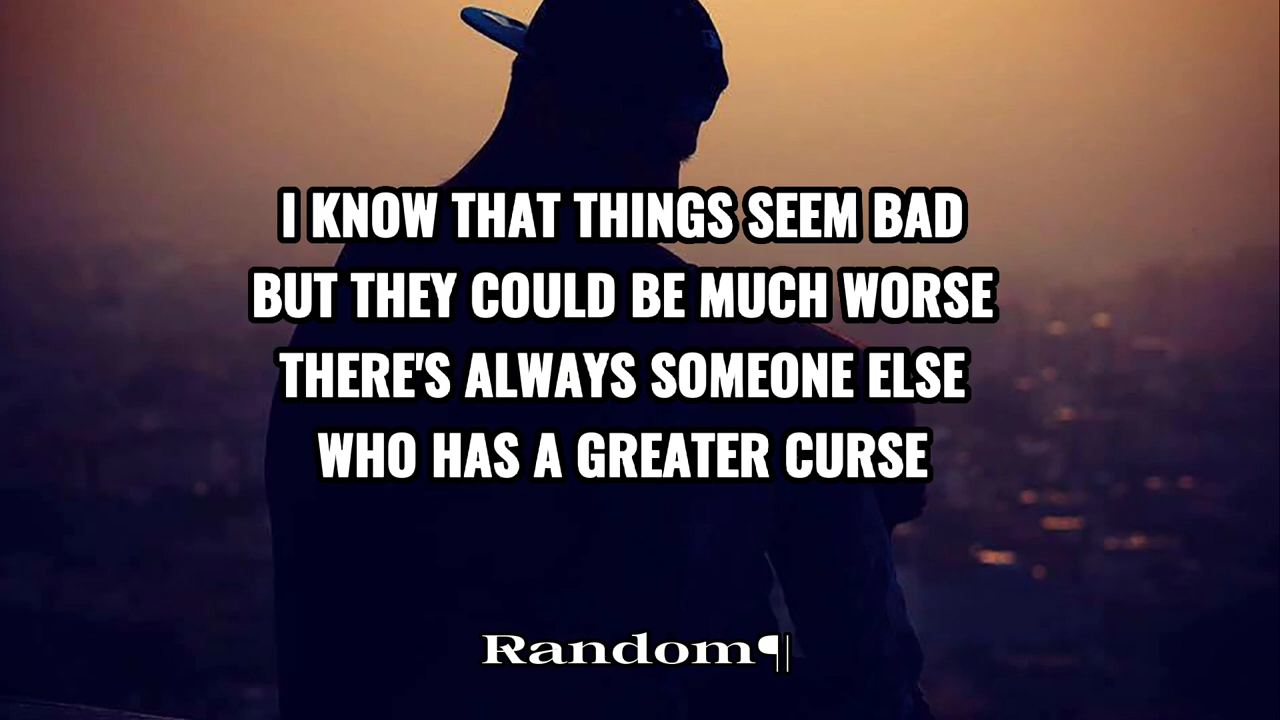 I KNOW THAT THINGS SEEM BAD
BUT THEY COULD BE MUCH WORSE
THERE'S ALWAYS SOMEONE ELSE
WHO HAS A GREATER CURSE
Random¶